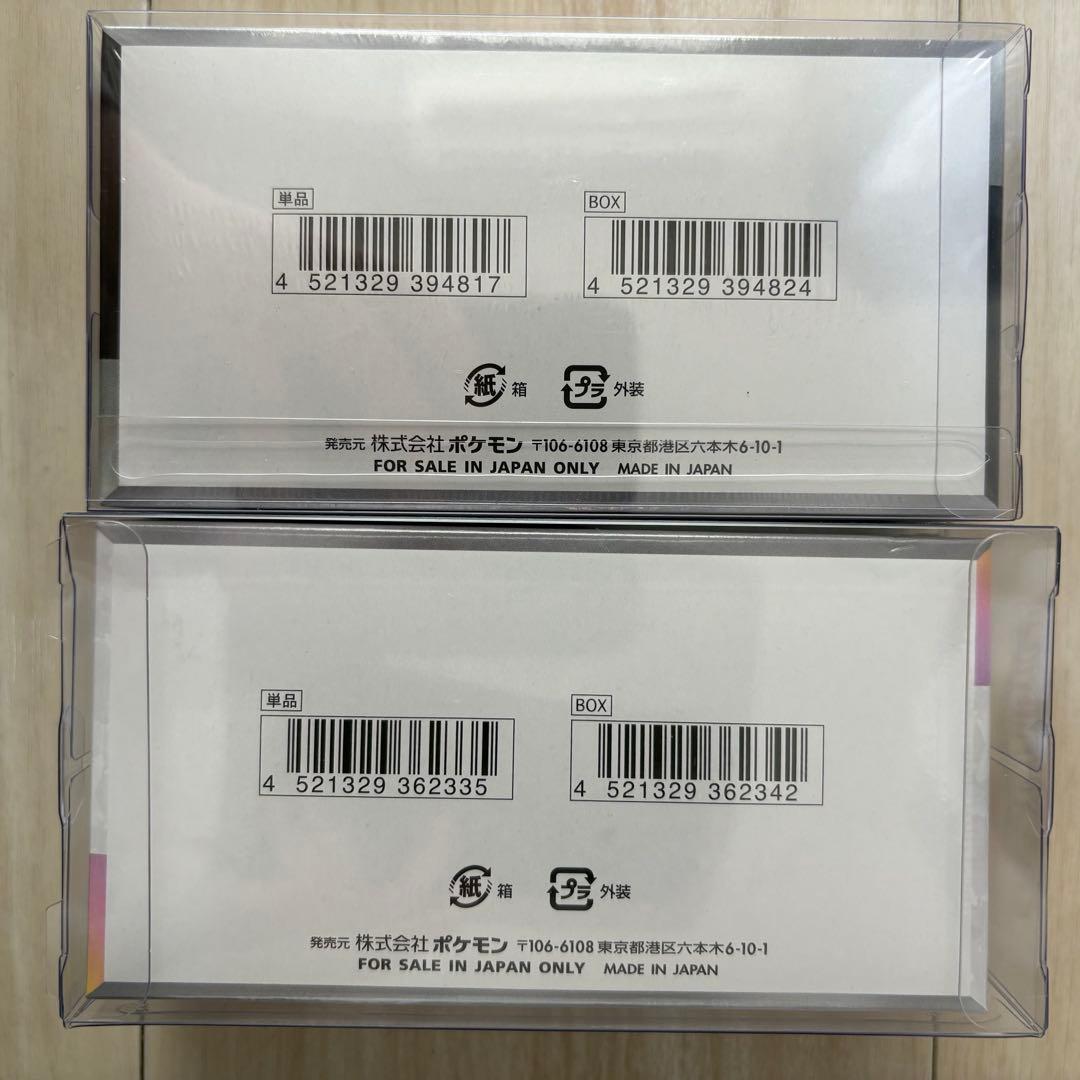 単品
BOX
4 521329 394817
4 521329 394824
紙 箱 プラ 外装
発売元 株式会社 ポケモン 〒106-6108 東京都港区六本木6-10-1
FOR SALE IN JAPAN ONLY MADE IN JAPAN
単品
BOX
4 521329 362335
4 521329 362342
紙 箱 プラ 外装
発売元 株式会社 ポケモン 〒106-6108 東京都港区六本木6-10-1
FOR SALE IN JAPAN ONLY MADE IN JAPAN